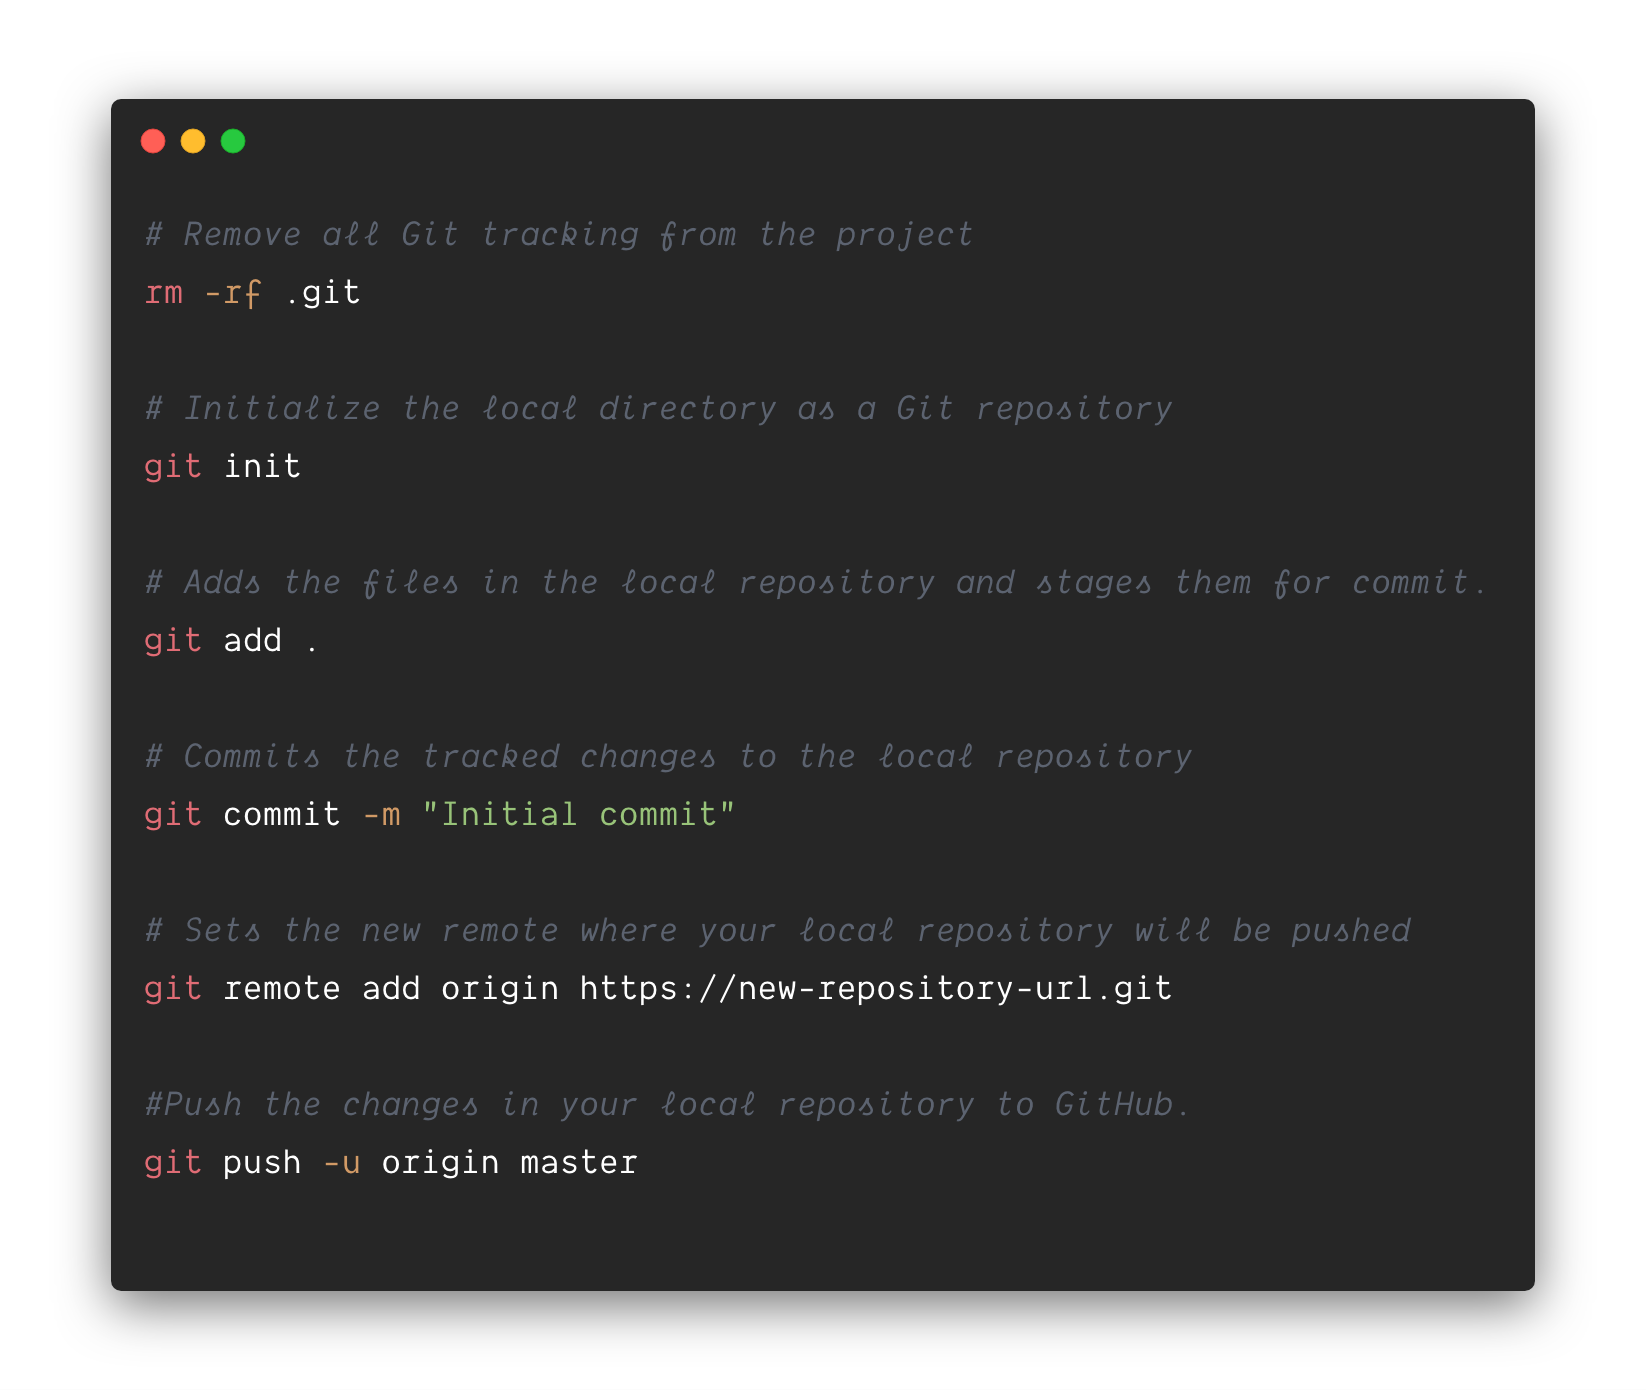 # Remove all Git tracking from the project
rm -rf .git
# Initialize the local directory as a Git repository
git init
# Adds the files in the local repository and stages them for commit.
git add .
# Commits the tracked changes to the local repository
git commit -m "Initial commit"
# Sets the new remote where your local repository will be pushed
git remote add origin https://new-repository-url.git
#Push the changes in your local repository to GitHub.
git push -u origin master